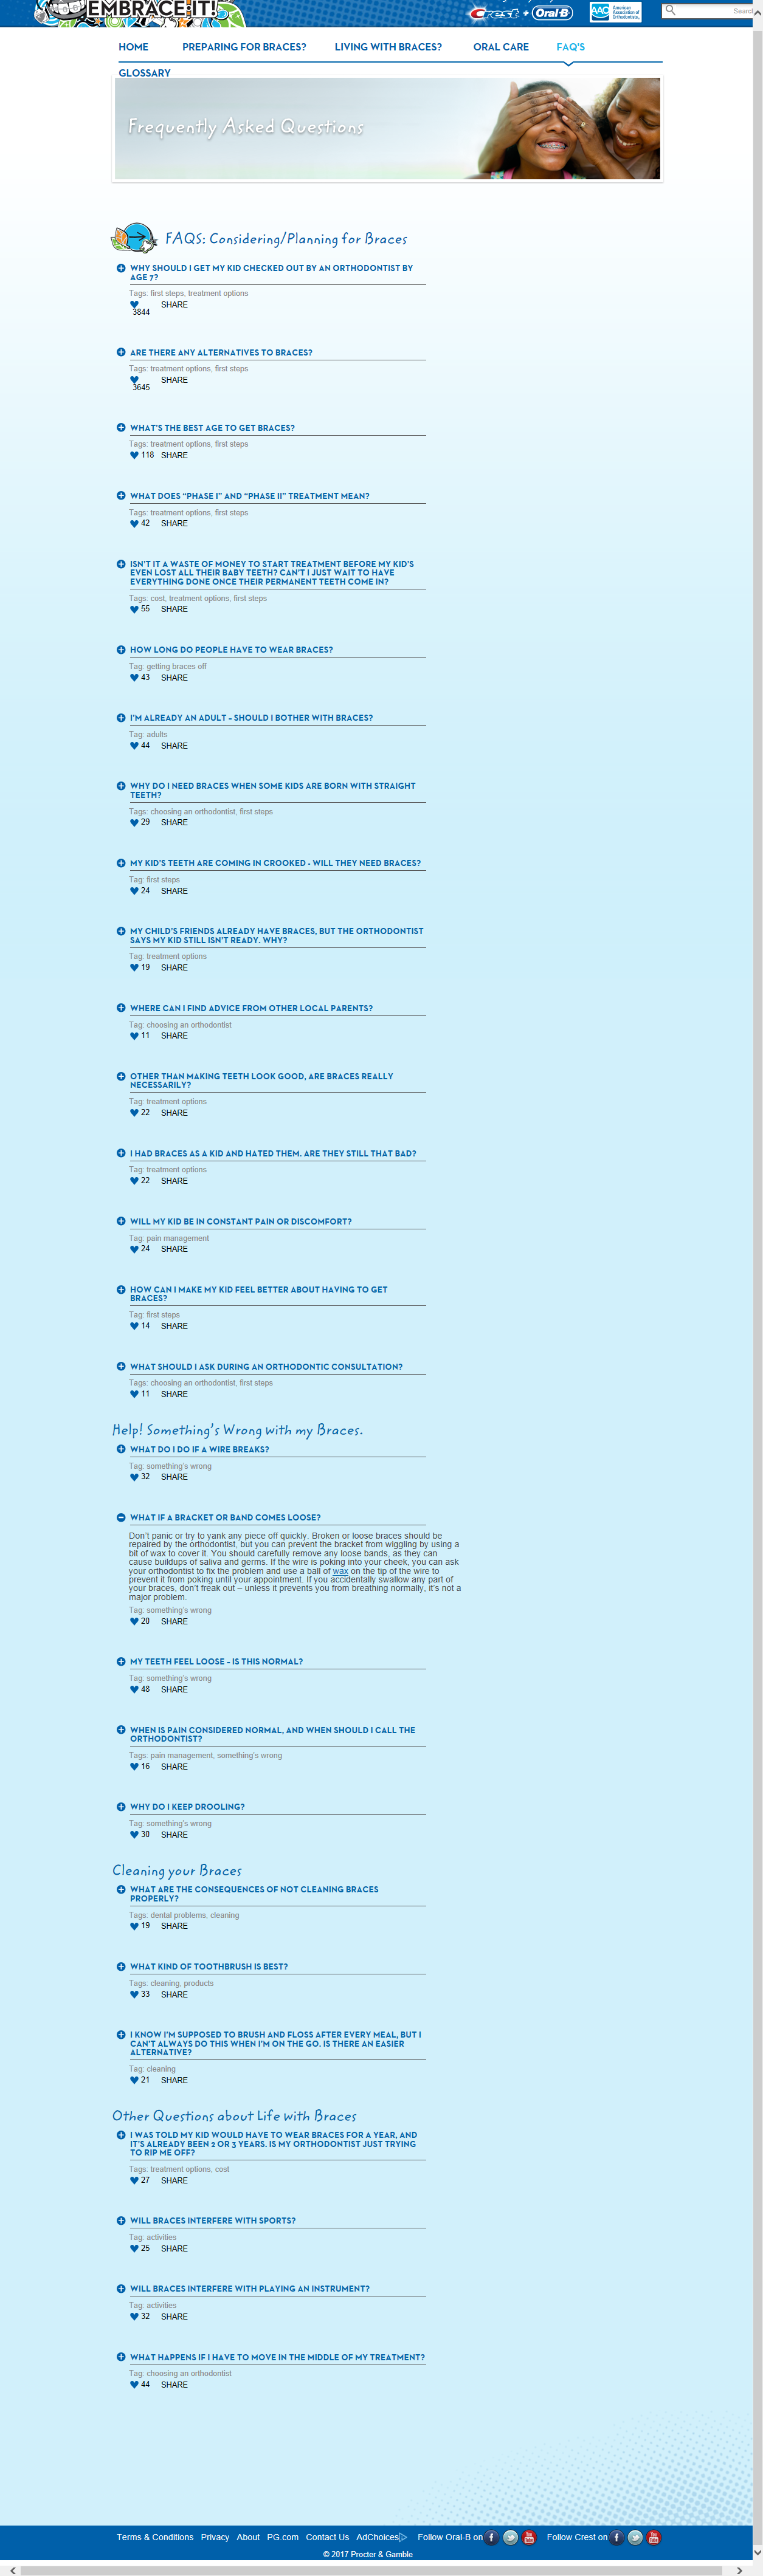 EMBRACE IT!
Crest + Oral-B
AAO American Association of Orthodontists
Searc
HOME PREPARING FOR BRACES? LIVING WITH BRACES? ORAL CARE FAQ'S
GLOSSARY
Frequently Asked Questions
FAQS: Considering/Planning for Braces
WHY SHOULD I GET MY KID CHECKED OUT BY AN ORTHODONTIST BY
AGE 7?
Tags: first steps, treatment options
SHARE
3844
ARE THERE ANY ALTERNATIVES TO BRACES?
Tags: treatment options, first steps
SHARE
3645
WHAT'S THE BEST AGE TO GET BRACES?
Tags: treatment options, first steps
118 SHARE
WHAT DOES “PHASE I” AND “PHASE II” TREATMENT MEAN?
Tags: treatment options, first steps
42 SHARE
ISN'T IT A WASTE OF MONEY TO START TREATMENT BEFORE MY KID'S
EVEN LOST ALL THEIR BABY TEETH? CAN'T I JUST WAIT TO HAVE
EVERYTHING DONE ONCE THEIR PERMANENT TEETH COME IN?
Tags: cost, treatment options, first steps
55 SHARE
HOW LONG DO PEOPLE HAVE TO WEAR BRACES?
Tag: getting braces off
43 SHARE
I'M ALREADY AN ADULT – SHOULD I BOTHER WITH BRACES?
Tag: adults
44 SHARE
WHY DO I NEED BRACES WHEN SOME KIDS ARE BORN WITH STRAIGHT
TEETH?
Tags: choosing an orthodontist, first steps
29 SHARE
MY KID'S TEETH ARE COMING IN CROOKED - WILL THEY NEED BRACES?
Tag: first steps
24 SHARE
MY CHILD'S FRIENDS ALREADY HAVE BRACES, BUT THE ORTHODONTIST
SAYS MY KID STILL ISN'T READY. WHY?
Tag: treatment options
19 SHARE
WHERE CAN I FIND ADVICE FROM OTHER LOCAL PARENTS?
Tag: choosing an orthodontist
11 SHARE
OTHER THAN MAKING TEETH LOOK GOOD, ARE BRACES REALLY
NECESSARILY?
Tag: treatment options
22 SHARE
I HAD BRACES AS A KID AND HATED THEM. ARE THEY STILL THAT BAD?
Tag: treatment options
22 SHARE
WILL MY KID BE IN CONSTANT PAIN OR DISCOMFORT?
Tag: pain management
24 SHARE
HOW CAN I MAKE MY KID FEEL BETTER ABOUT HAVING TO GET
BRACES?
Tag: first steps
14 SHARE
WHAT SHOULD I ASK DURING AN ORTHODONTIC CONSULTATION?
Tags: choosing an orthodontist, first steps
11 SHARE
Help! Something's Wrong with my Braces.
WHAT DO I DO IF A WIRE BREAKS?
Tag: something's wrong
32 SHARE
WHAT IF A BRACKET OR BAND COMES LOOSE?
Don't panic or try to yank any piece off quickly. Broken or loose braces should be
repaired by the orthodontist, but you can prevent the bracket from wiggling by using a
bit of wax to cover it. You should carefully remove any loose bands, as they can
cause buildups of saliva and germs. If the wire is poking into your cheek, you can ask
your orthodontist to fix the problem and use a ball of wax on the tip of the wire to
prevent it from poking until your appointment. If you accidentally swallow any part of
your braces, don't freak out – unless it prevents you from breathing normally, it's not a
major problem.
Tag: something's wrong
20 SHARE
MY TEETH FEEL LOOSE – IS THIS NORMAL?
Tag: something's wrong
48 SHARE
WHEN IS PAIN CONSIDERED NORMAL, AND WHEN SHOULD I CALL THE
ORTHODONTIST?
Tags: pain management, something's wrong
16 SHARE
WHY DO I KEEP DROOLING?
Tag: something's wrong
30 SHARE
Cleaning your Braces
WHAT ARE THE CONSEQUENCES OF NOT CLEANING BRACES
PROPERLY?
Tags: dental problems, cleaning
19 SHARE
WHAT KIND OF TOOTHBRUSH IS BEST?
Tags: cleaning, products
33 SHARE
I KNOW I'M SUPPOSED TO BRUSH AND FLOSS AFTER EVERY MEAL, BUT I
CAN'T ALWAYS DO THIS WHEN I'M ON THE GO. IS THERE AN EASIER
ALTERNATIVE?
Tag: cleaning
21 SHARE
Other Questions about Life with Braces
I WAS TOLD MY KID WOULD HAVE TO WEAR BRACES FOR A YEAR, AND
IT'S ALREADY BEEN 2 OR 3 YEARS. IS MY ORTHODONTIST JUST TRYING
TO RIP ME OFF?
Tags: treatment options, cost
27 SHARE
WILL BRACES INTERFERE WITH SPORTS?
Tag: activities
25 SHARE
WILL BRACES INTERFERE WITH PLAYING AN INSTRUMENT?
Tag: activities
32 SHARE
WHAT HAPPENS IF I HAVE TO MOVE IN THE MIDDLE OF MY TREATMENT?
Tag: choosing an orthodontist
44 SHARE
Terms & Conditions Privacy About PG.com Contact Us AdChoices Follow Oral-B on Follow Crest on
© 2017 Procter & Gamble